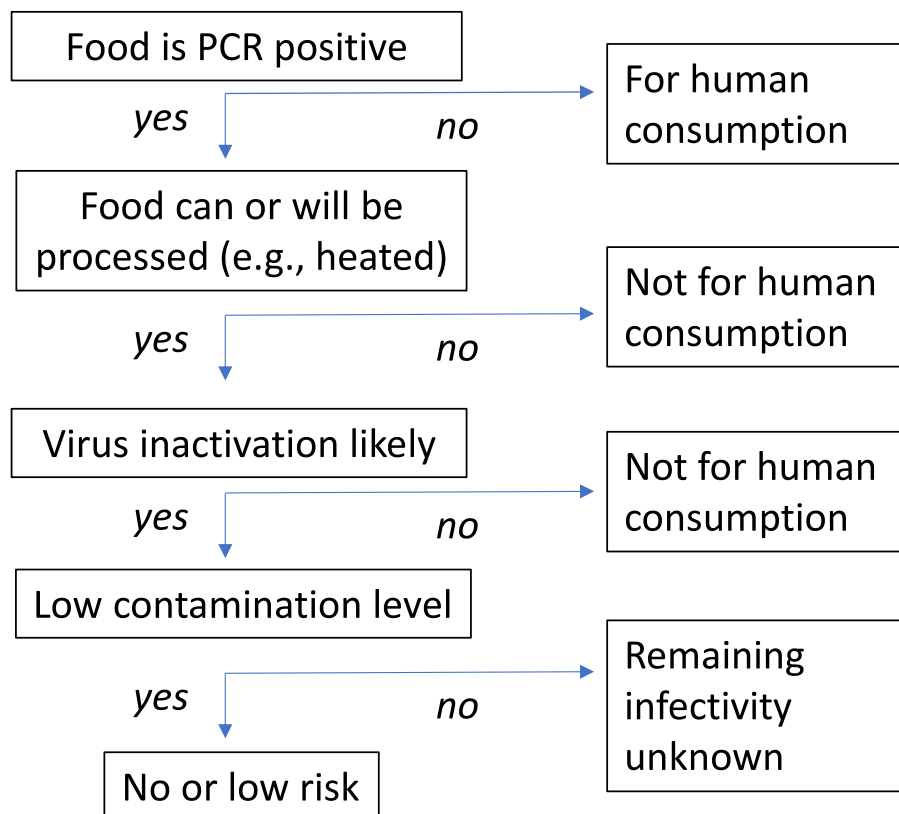 Food is PCR positive
For human
consumption
yes
no
Food can or will be
processed (e.g., heated)
Not for human
consumption
yes
no
Virus inactivation likely
Not for human
consumption
yes
no
Low contamination level
Remaining
infectivity
unknown
yes
no
No or low risk